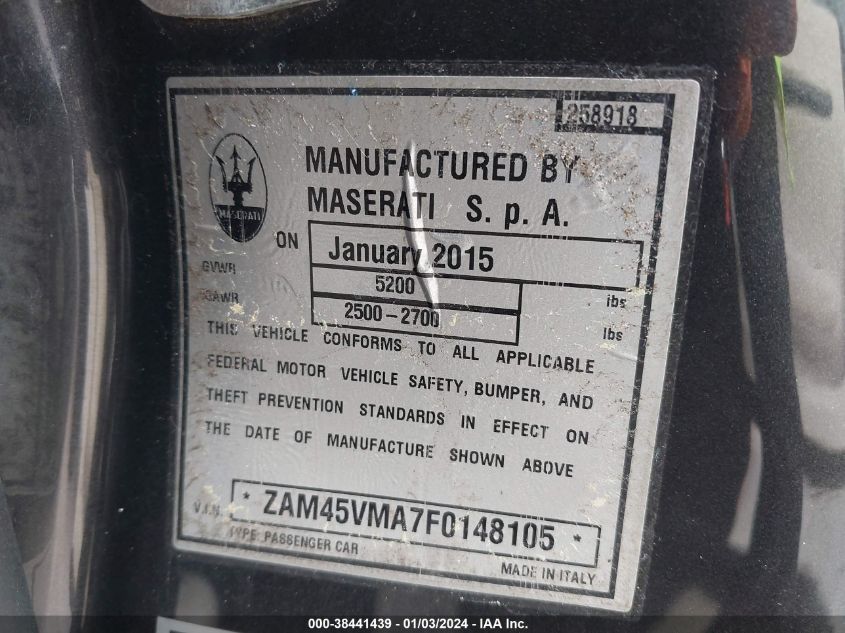 258918
MASERATI
MANUFACTURED BY
MASERATI S. p. A.
ON January 2015
GVWR 5200 lbs
GAWR 2500-2700 lbs
THIS VEHICLE CONFORMS TO ALL APPLICABLE
FEDERAL MOTOR VEHICLE SAFETY, BUMPER, AND
THEFT PREVENTION STANDARDS IN EFFECT ON
THE DATE OF MANUFACTURE SHOWN ABOVE
V.I.N. * ZAM45VMA7F0148105 *
TYPE: PASSENGER CAR
MADE IN ITALY
000-38441439 - 01/03/2024 - IAA Inc.